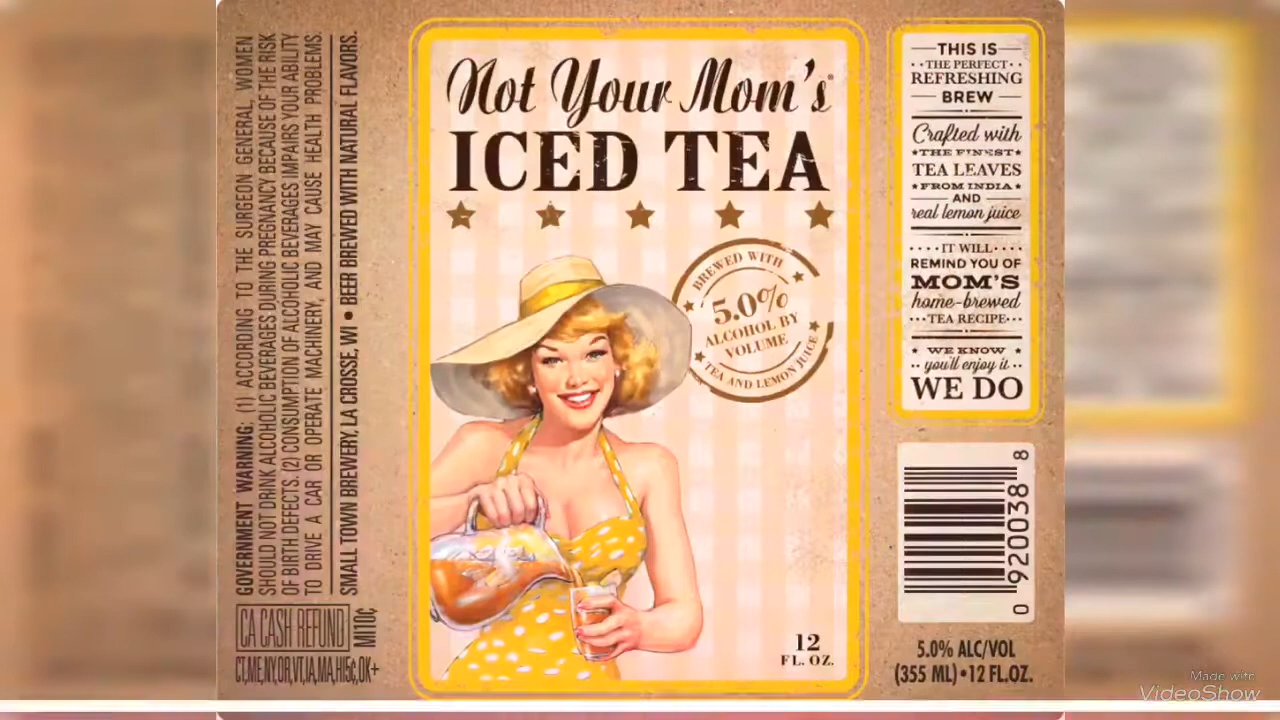 GOVERNMENT WARNING: (1) ACCORDING TO THE SURGEON GENERAL, WOMEN
SHOULD NOT DRINK ALCOHOLIC BEVERAGES DURING PREGNANCY BECAUSE OF THE RISK
OF BIRTH DEFECTS. (2) CONSUMPTION OF ALCOHOLIC BEVERAGES IMPAIRS YOUR ABILITY
TO DRIVE A CAR OR OPERATE MACHINERY, AND MAY CAUSE HEALTH PROBLEMS.
SMALL TOWN BREWERY, LA CROSSE, WI • BEER BREWED WITH NATURAL FLAVORS.
CA CASH REFUND
MI10¢
CT,ME,NY,OR,VT,IA,MA,HI5¢,OK+
Not Your Mom's®
ICED TEA
BREWED WITH
5.0%
ALCOHOL BY
VOLUME
TEA AND LEMON JUICE
12
FL. OZ.
THIS IS
THE PERFECT
REFRESHING
BREW
Crafted with
THE FINEST
TEA LEAVES
FROM INDIA
AND
real lemon juice
IT WILL
REMIND YOU OF
MOM'S
home-brewed
TEA RECIPE
WE KNOW
you'll enjoy it
WE DO
0 920038 8
5.0% ALC/VOL
(355 ML) • 12 FL.OZ.
Made with
VideoShow